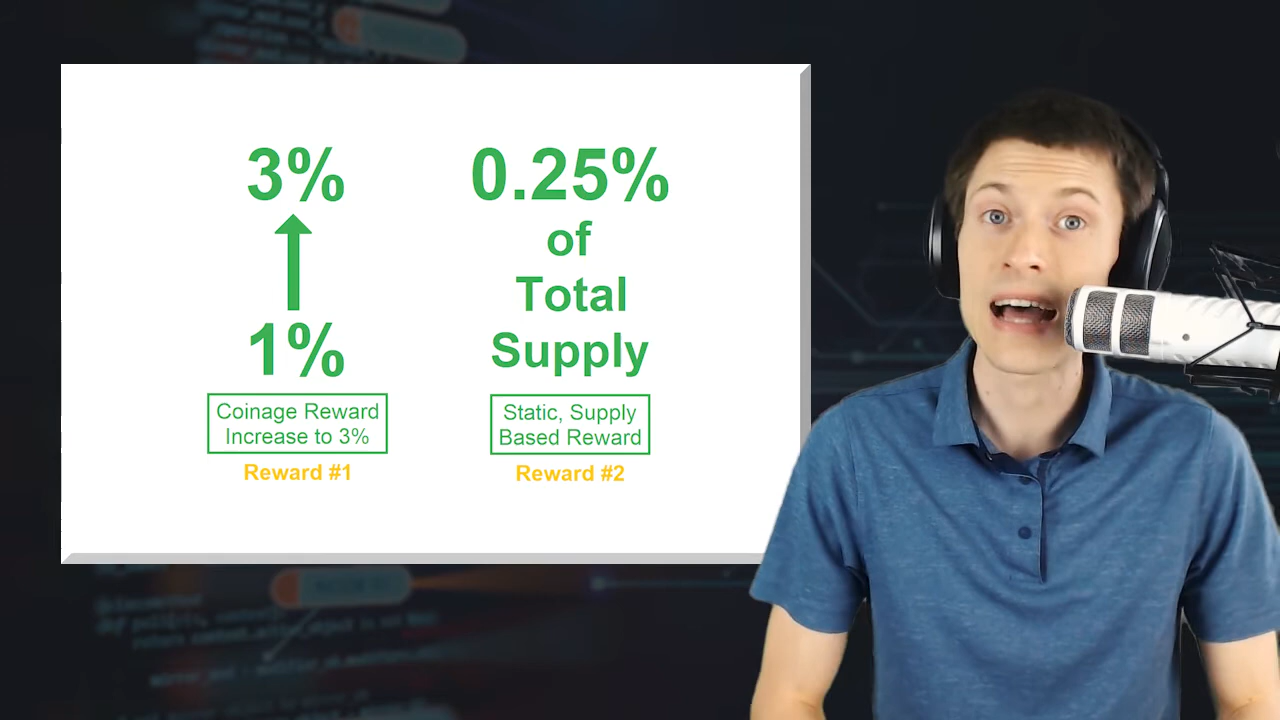 3%
1%
Coinage Reward
Increase to 3%
Reward #1
0.25%
of
Total
Supply
Static, Supply
Based Reward
Reward #2